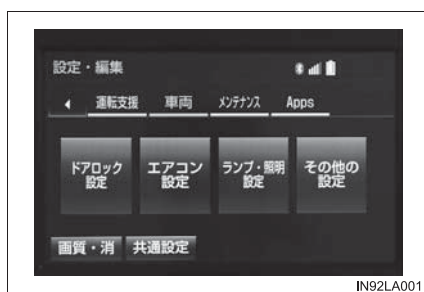 設定・編集
運転支援 車両 メンテナンス Apps
ドアロック
設定
エアコン
設定
ランプ・照明
設定
その他の
設定
画質・消 共通設定
IN92LA001